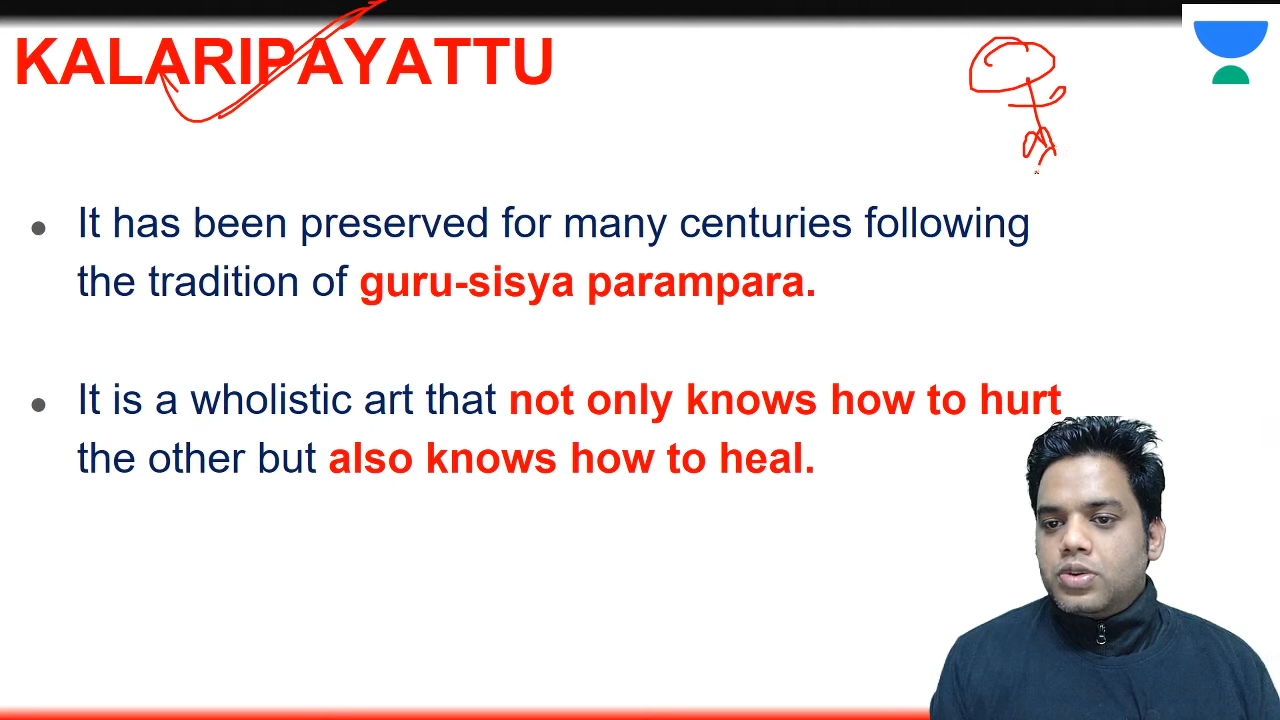 KALARIPAYATTU
It has been preserved for many centuries following
the tradition of guru-sisya parampara.
It is a wholistic art that not only knows how to hurt
the other but also knows how to heal.